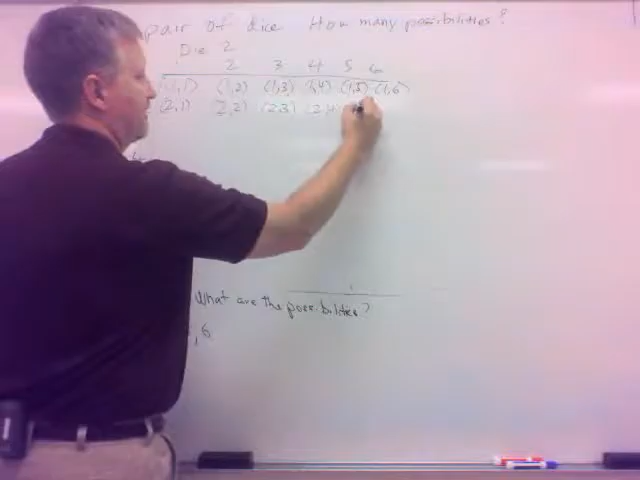 pair of dice How many possibilities?
Die 2
2 3 4 5 6
(1,1) (1,2) (1,3) (1,4) (1,5) (1,6)
(2,1) (2,2) (2,3) (2,4
What are the possibilities?
,6